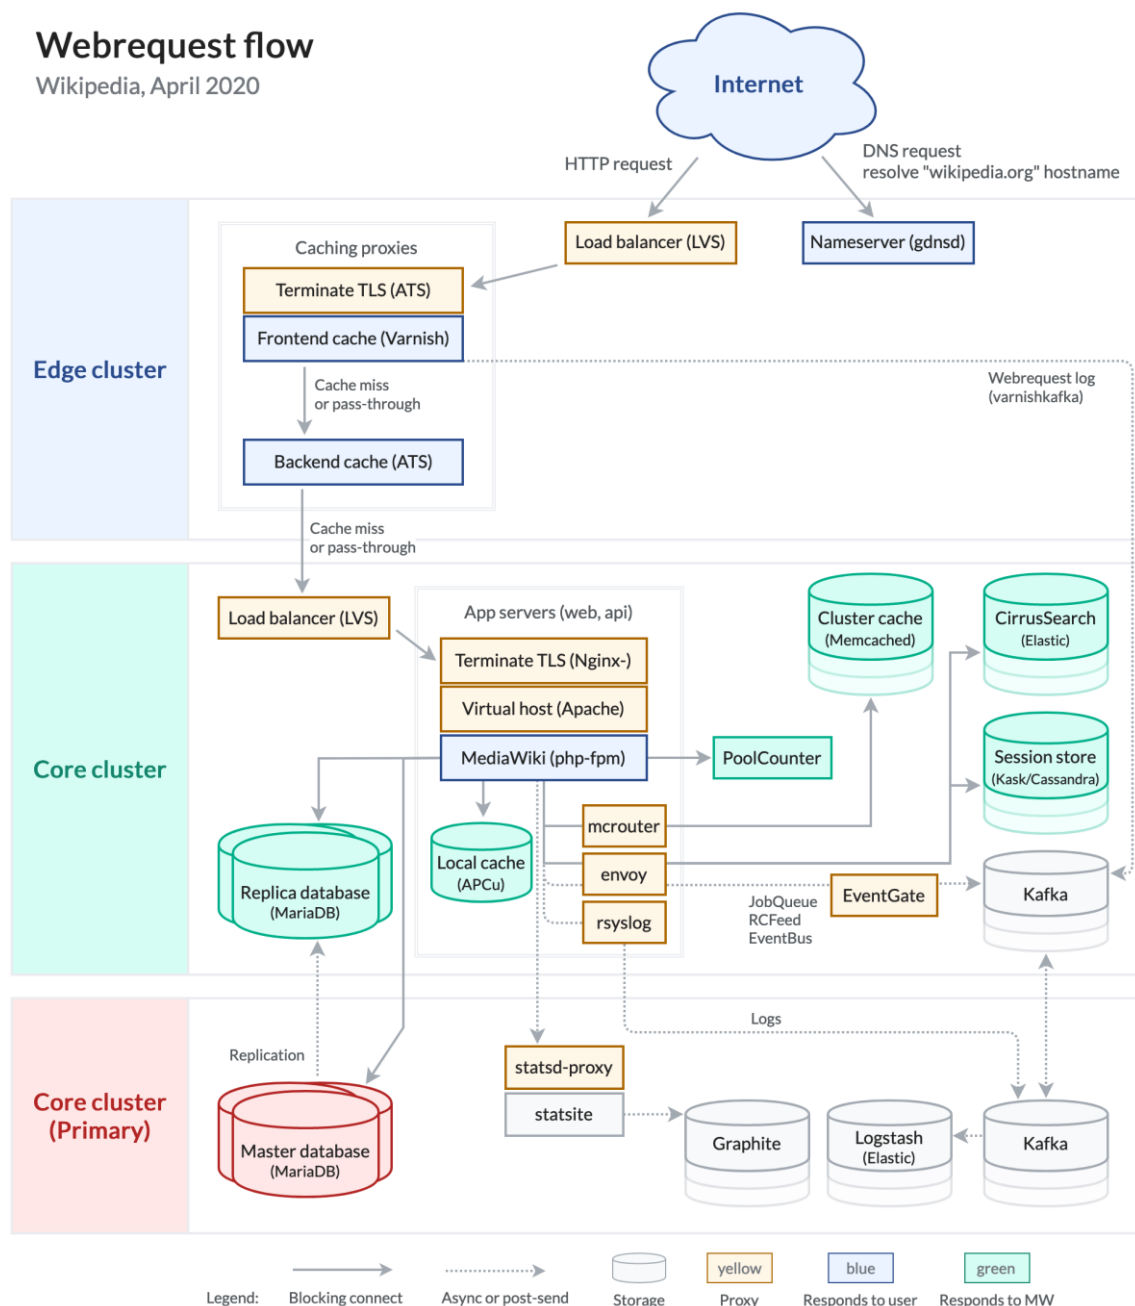 Webrequest flow
Wikipedia, April 2020
Internet
HTTP request
DNS request
resolve "wikipedia.org" hostname
Edge cluster
Load balancer (LVS)
Nameserver (gdnsd)
Caching proxies
Terminate TLS (ATS)
Frontend cache (Varnish)
Cache miss
or pass-through
Webrequest log
(varnishkafka)
Backend cache (ATS)
Cache miss
or pass-through
Core cluster
Load balancer (LVS)
App servers (web, api)
Terminate TLS (Nginx-)
Virtual host (Apache)
MediaWiki (php-fpm)
PoolCounter
Cluster cache
(Memcached)
CirrusSearch
(Elastic)
Session store
(Kask/Cassandra)
Replica database
(MariaDB)
Local cache
(APCu)
mcrouter
envoy
rsyslog
JobQueue
RCFeed
EventBus
EventGate
Kafka
Core cluster
(Primary)
Replication
Logs
Master database
(MariaDB)
statsd-proxy
statsite
Graphite
Logstash
(Elastic)
Kafka
Legend:
Blocking connect
Async or post-send
Storage
yellow
Proxy
blue
Responds to user
green
Responds to MW